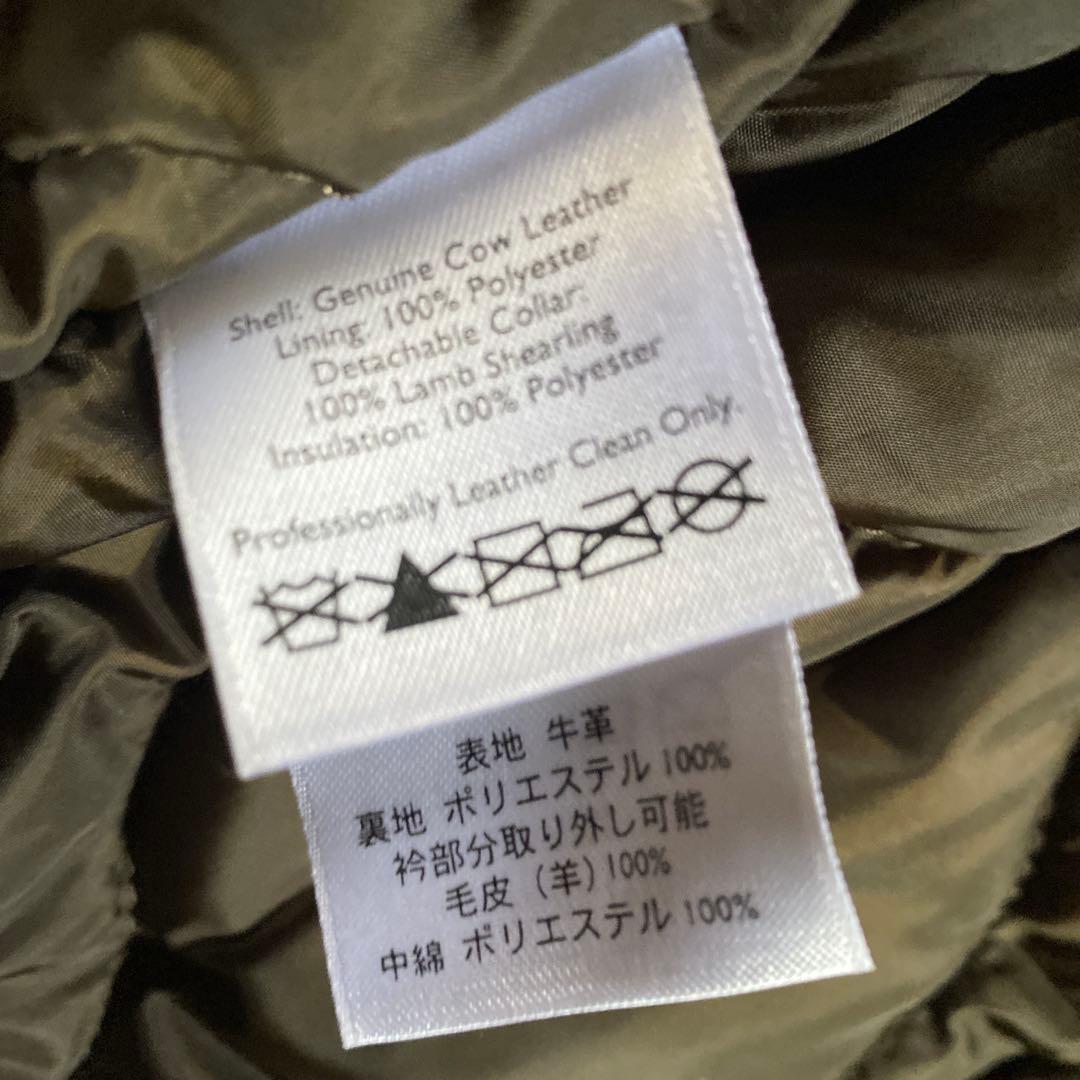 Shell: Genuine Cow Leather
Lining 100% Polyester
Detachable Collar:
100% Lamb Shearling
Insulation: 100% Polyester
Professionally Leather Clean Only.
表地 牛革
裏地 ポリエステル 100%
衿部分取り外し可能
毛皮 (羊) 100%
中綿 ポリエステル 100%